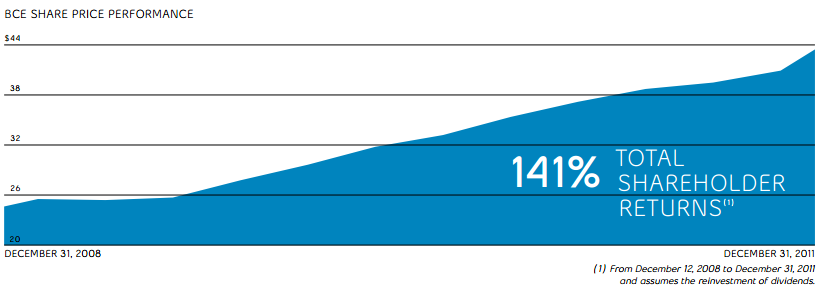 BCE SHARE PRICE PERFORMANCE
$44
38
32
141% TOTAL
SHAREHOLDER
RETURNS(1)
26
20
DECEMBER 31, 2008 DECEMBER 31, 2011
(1) From December 12, 2008 to December 31, 2011
and assumes the reinvestment of dividends.